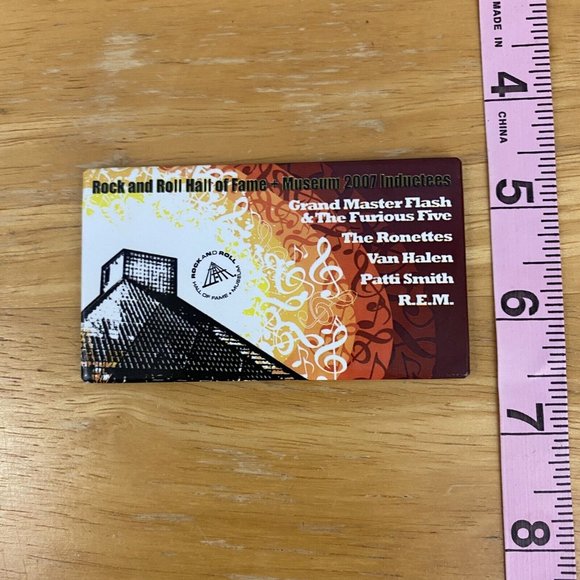 Rock and Roll Hall of Fame + Museum 2007 Inductees
Grand Master Flash
& The Furious Five
The Ronettes
Van Halen
Patti Smith
R.E.M.
ROCK AND ROLL
HALL OF FAME + MUSEUM
MADE IN
CHINA
4
5
6
7
8